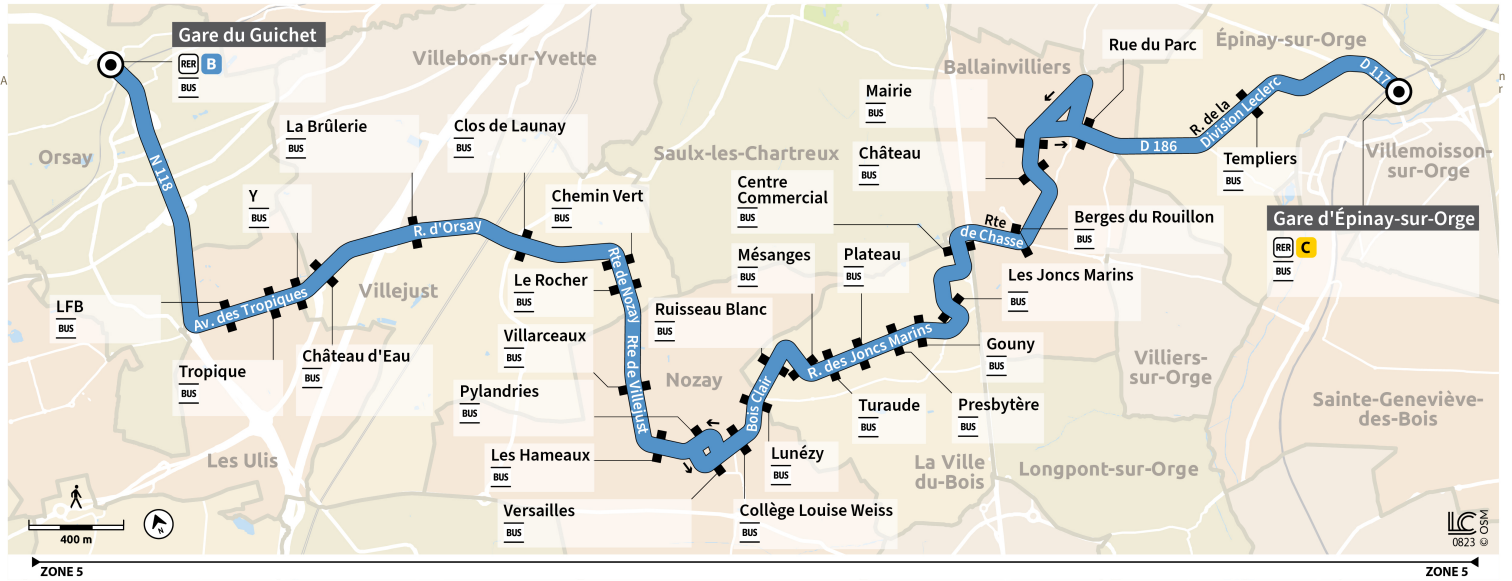 Gare du Guichet
RER B
BUS
Villebon-sur-Yvette
Orsay
N 118
La Brûlerie
BUS
Clos de Launay
BUS
Y
BUS
Chemin Vert
BUS
R. d'Orsay
LFB
BUS
Av. des Tropiques
Tropique
BUS
Château d'Eau
BUS
Villejust
Les Ulis
Le Rocher
BUS
Rte de Nozay
Villarceaux
BUS
Rte de Villejust
Pylandries
BUS
Les Hameaux
BUS
Versailles
BUS
Nozay
Ruisseau Blanc
BUS
Bois Clair
Lunézy
BUS
Collège Louise Weiss
BUS
Saulx-les-Chartreux
Centre
Commercial
BUS
Mésanges
BUS
Plateau
BUS
R. des Joncs Marins
Turaude
BUS
Presbytère
BUS
Gouny
BUS
Les Joncs Marins
BUS
Rte
de Chasse
Berges du Rouillon
BUS
Château
BUS
Mairie
BUS
Ballainvilliers
Rue du Parc
BUS
D 186
R. de la
Division Leclerc
Templiers
BUS
Épinay-sur-Orge
D 117
Gare d'Épinay-sur-Orge
RER C
BUS
Villemoisson-
sur-Orge
Villiers-
sur-Orge
Sainte-Geneviève-
des-Bois
La Ville
du-Bois
Longpont-sur-Orge
A
n
r
400 m
N
LC
0823
© OSM
ZONE 5
ZONE 5